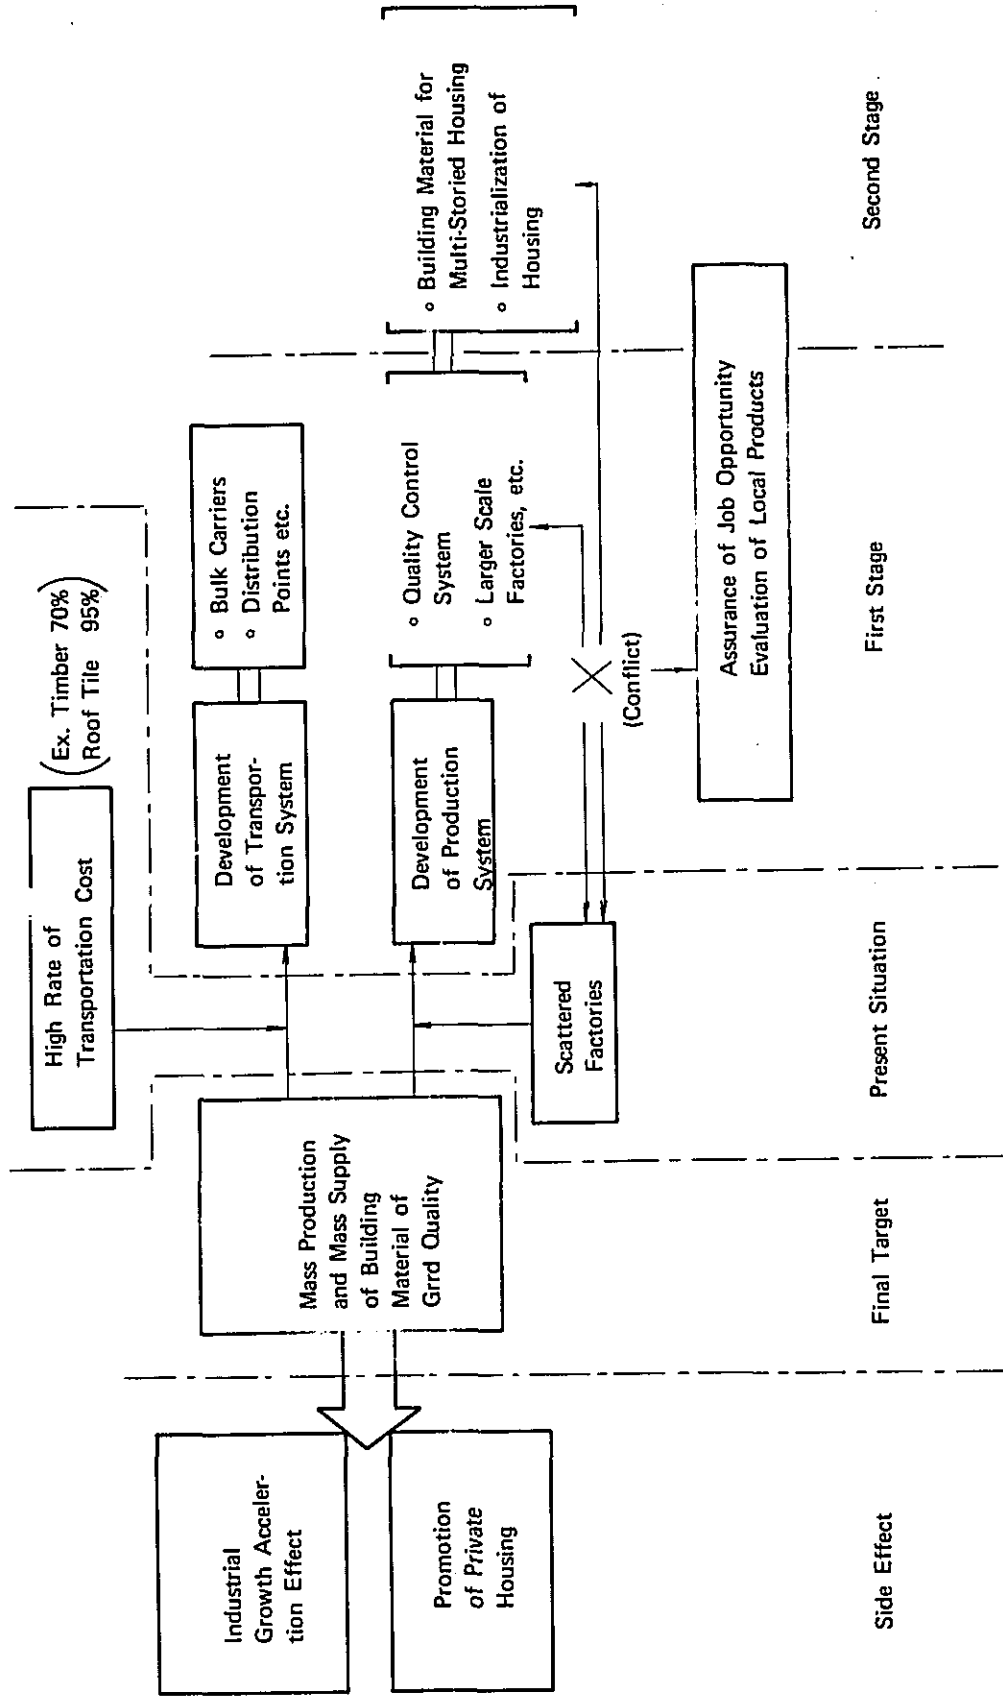 High Rate of
Transportation Cost
(Ex. Timber 70%
Roof Tile 95%)
Industrial
Growth Acceler-
tion Effect
Promotion
of Private
Housing
Mass Production
and Mass Supply
of Building
Material of
Grrd Quality
Development
of Transpor-
tion System
◦ Bulk Carriers
◦ Distribution
Points etc.
Development
of Production
System
◦ Quality Control
System
◦ Larger Scale
Factories, etc.
◦ Building Material for
Multi-Storied Housing
◦ Industrialization of
Housing
Scattered
Factories
(Conflict)
Assurance of Job Opportunity
Evaluation of Local Products
Side Effect
Final Target
Present Situation
First Stage
Second Stage